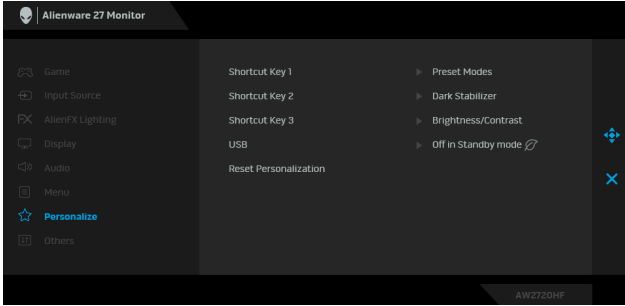 Alienware 27 Monitor
Game
Input Source
AlienFX Lighting
Display
Audio
Menu
Personalize
Others
Shortcut Key 1 Preset Modes
Shortcut Key 2 Dark Stabilizer
Shortcut Key 3 Brightness/Contrast
USB Off in Standby mode
Reset Personalization
AW2720HF